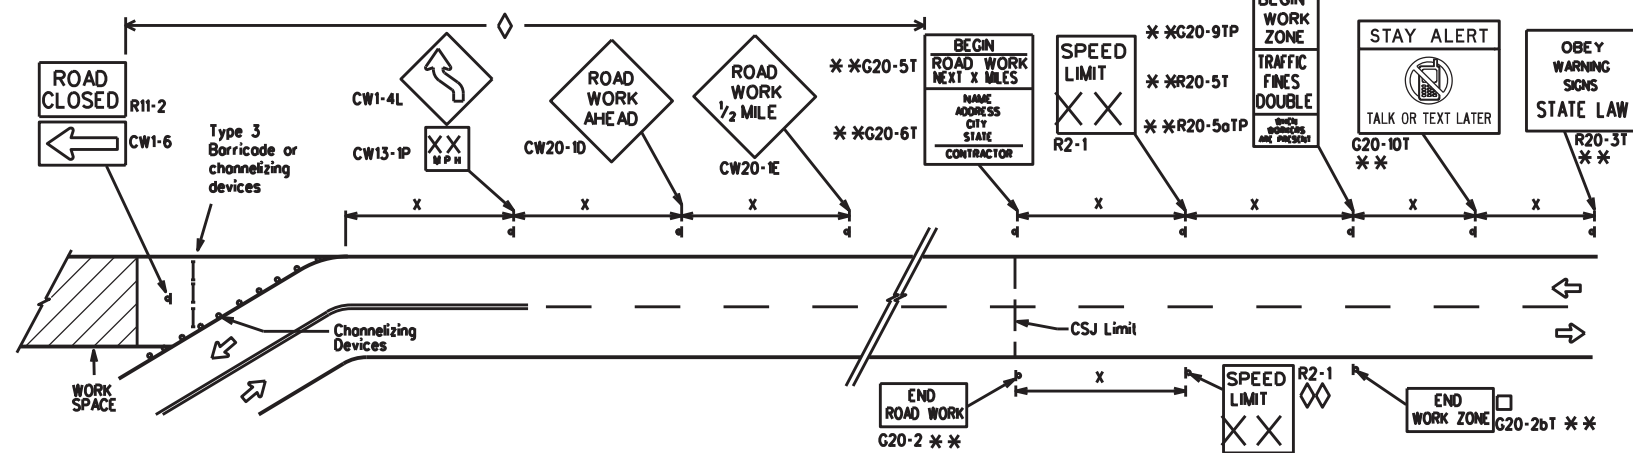 ROAD
CLOSED
R11-2
CW1-6
Type 3
Barricode or
channelizing
devices
CW1-4L
XX
MPH
CW13-1P
ROAD
WORK
AHEAD
CW20-1D
ROAD
WORK
1/2 MILE
CW20-1E
* *G20-5T
BEGIN
ROAD WORK
NEXT X MILES
* *G20-6T
NAME
ADDRESS
CITY
STATE
CONTRACTOR
SPEED
LIMIT
X X
R2-1
* *G20-9TP
BEGIN
WORK
ZONE
* *R20-5T
TRAFFIC
FINES
DOUBLE
* *R20-5aTP
WHEN
WORKERS
ARE PRESENT
STAY ALERT
TALK OR TEXT LATER
G20-10T
* *
OBEY
WARNING
SIGNS
STATE LAW
R20-3T
* *
X
X
X
X
X
X
X
Channelizing
Devices
CSJ Limit
WORK
SPACE
END
ROAD WORK
G20-2 * *
X
SPEED
LIMIT
X X
R2-1
END
WORK ZONE
G20-2bT * *